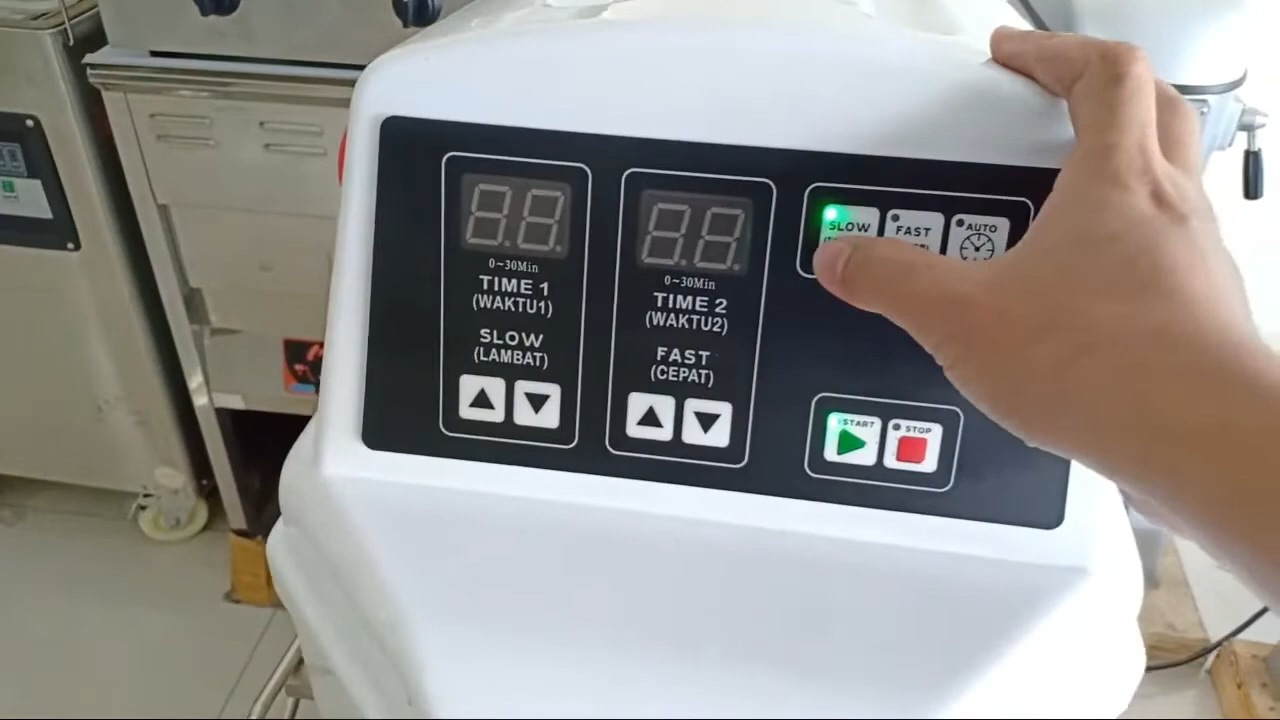 0~30Min
TIME 1
(WAKTU1)
SLOW
(LAMBAT)
0~30Min
TIME 2
(WAKTU2)
FAST
(CEPAT)
SLOW
FAST
AUTO
START
STOP